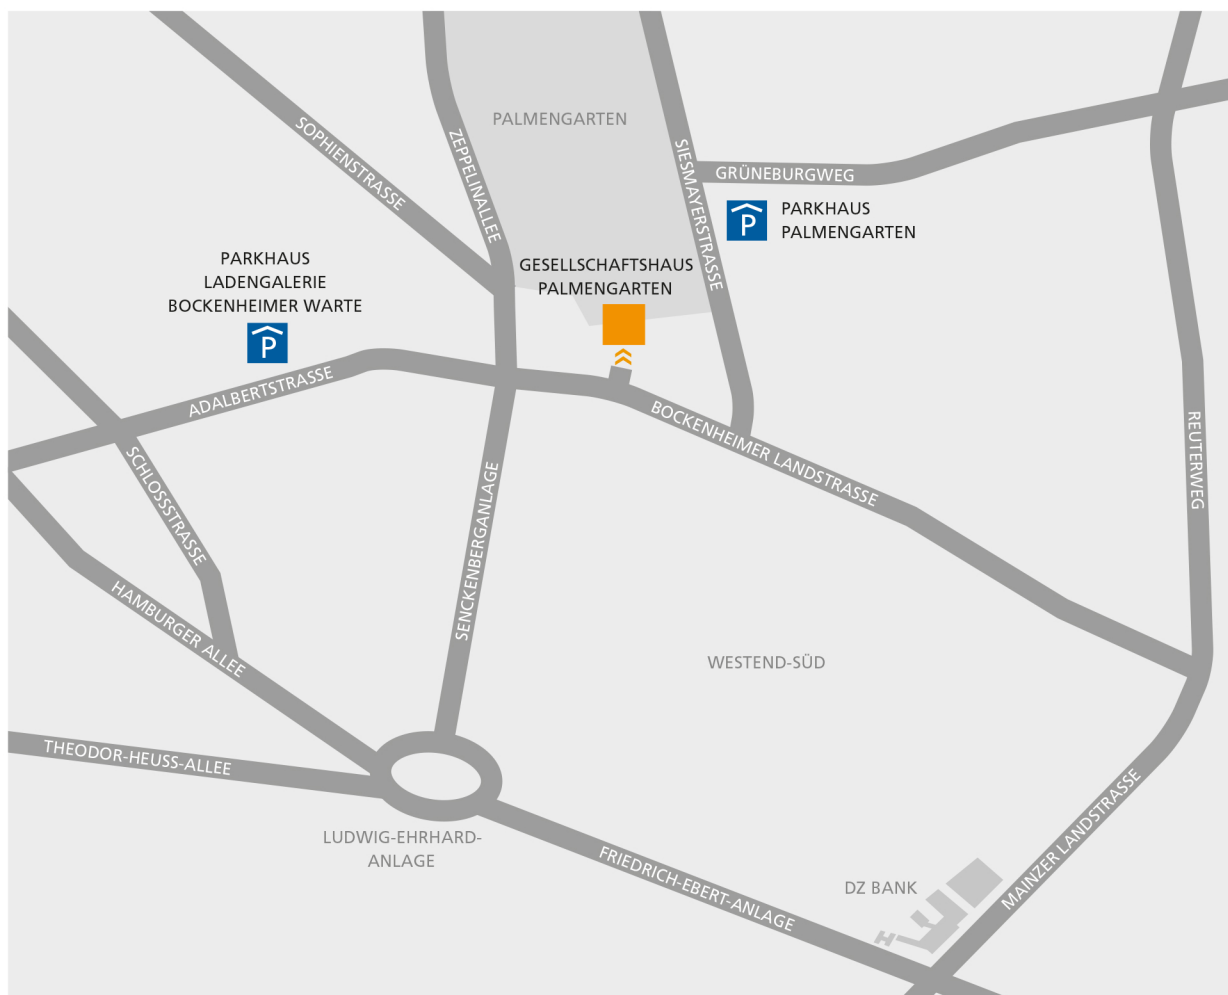 PALMENGARTEN
SOPHIENSTRASSE
ZEPPELINALLEE
SIESMAYERSTRASSE
GRÜNEBURGWEG
P
PARKHAUS
PALMENGARTEN
PARKHAUS
LADENGALERIE
BOCKENHEIMER WARTE
P
GESELLSCHAFTSHAUS
PALMENGARTEN
ADALBERTSTRASSE
BOCKENHEIMER LANDSTRASSE
REUTERWEG
SCHLOSSSTRASSE
SENCKENBERGANLAGE
HAMBURGER ALLEE
WESTEND-SÜD
THEODOR-HEUSS-ALLEE
LUDWIG-EHRHARD-
ANLAGE
FRIEDRICH-EBERT-ANLAGE
DZ BANK
MAINZER LANDSTRASSE